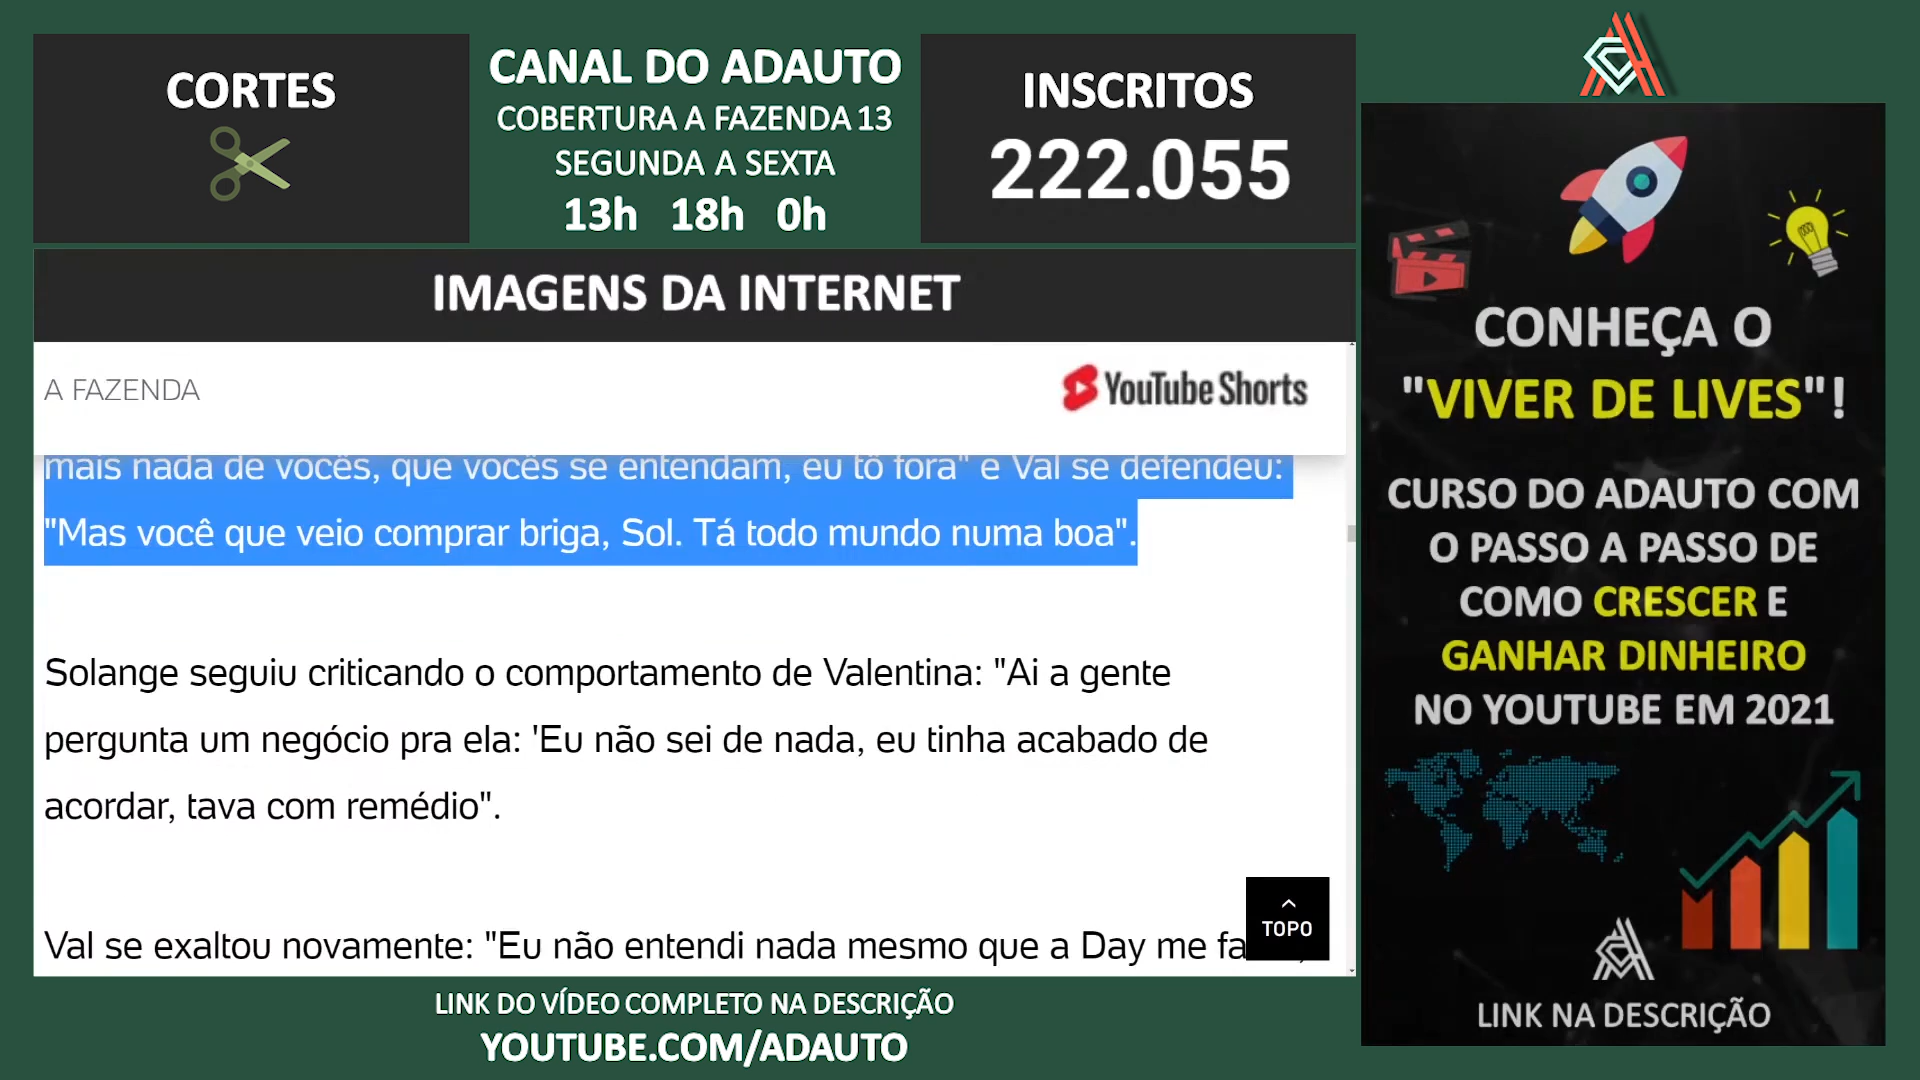 CORTES
CANAL DO ADAUTO
COBERTURA A FAZENDA 13
SEGUNDA A SEXTA
13h 18h 0h
INSCRITOS
222.055
IMAGENS DA INTERNET
A FAZENDA
YouTube Shorts
mais nada de vocês, que vocês se entendam, eu tô fora" e Val se defendeu:
"Mas você que veio comprar briga, Sol. Tá todo mundo numa boa".
Solange seguiu criticando o comportamento de Valentina: "Ai a gente
pergunta um negócio pra ela: 'Eu não sei de nada, eu tinha acabado de
acordar, tava com remédio".
Val se exaltou novamente: "Eu não entendi nada mesmo que a Day me
TOPO
LINK DO VÍDEO COMPLETO NA DESCRIÇÃO
YOUTUBE.COM/ADAUTO
CONHEÇA O
"VIVER DE LIVES"!
CURSO DO ADAUTO COM
O PASSO A PASSO DE
COMO CRESCER E
GANHAR DINHEIRO
NO YOUTUBE EM 2021
LINK NA DESCRIÇÃO